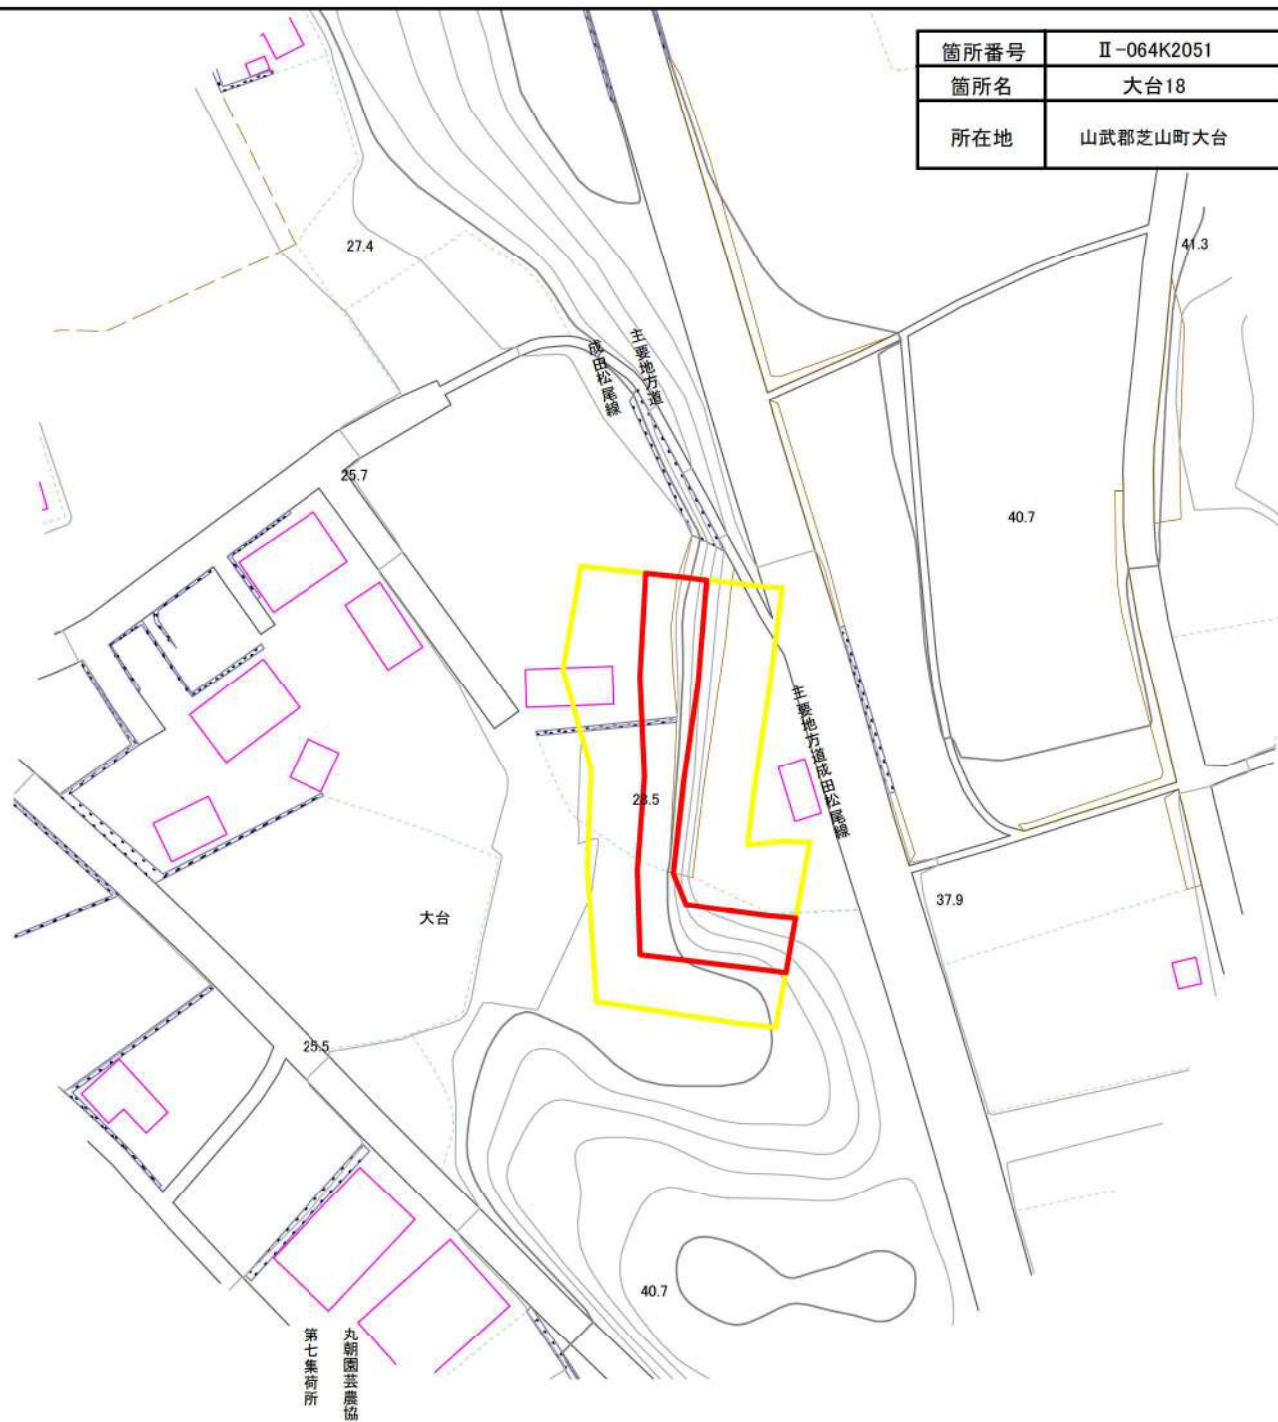 箇所番号 Ⅱ-064K2051
箇所名 大台18
所在地 山武郡芝山町大台
27.4
41.3
主要地方道
成田松尾線
25.7
40.7
主要地方道成田松尾線
28.5
37.9
大台
25.5
40.7
丸朝園芸農協
第七集荷所